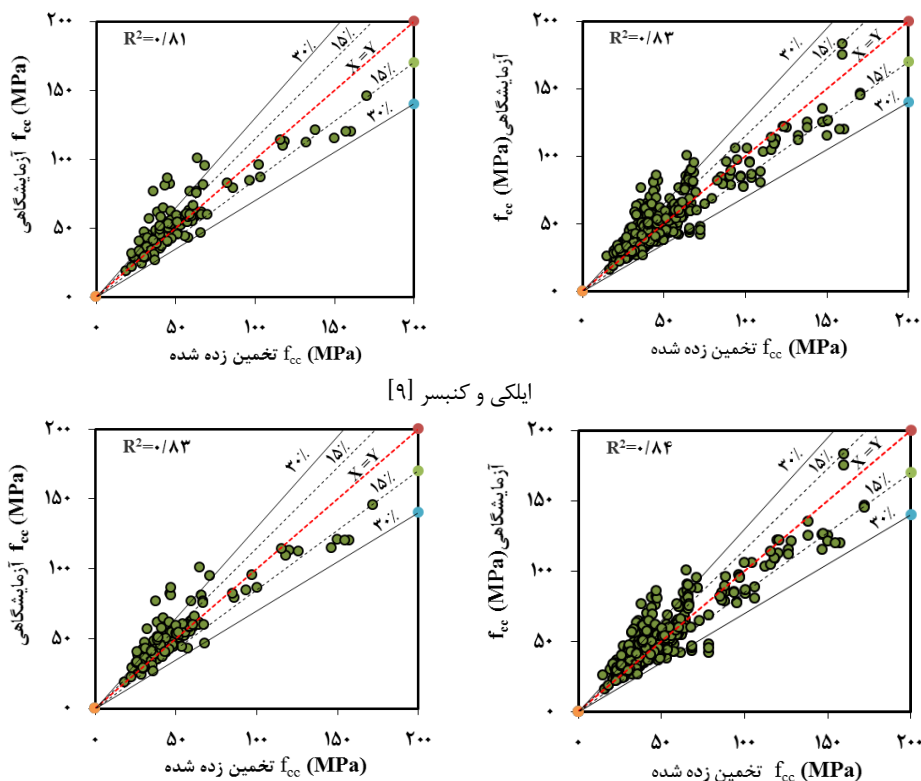 R²=۰/۸۱
۳۰٪
۱۵٪
X=Y
۱۵٪
۳۰٪
۲۰۰
۱۵۰
۱۰۰
۵۰
۰
۰ ۵۰ ۱۰۰ ۱۵۰ ۲۰۰
آزمایشگاهی f_cc (MPa)
تخمین زده شده f_cc (MPa)
R²=۰/۸۳
۳۰٪
۱۵٪
X=Y
۱۵٪
۳۰٪
۲۰۰
۱۵۰
۱۰۰
۵۰
۰
۰ ۵۰ ۱۰۰ ۱۵۰ ۲۰۰
f_cc (MPa)آزمایشگاهی
تخمین زده شده f_cc (MPa)
ایلکی و کنبسر [۹]
R²=۰/۸۳
۳۰٪
۱۵٪
X=Y
۱۵٪
۳۰٪
۲۰۰
۱۵۰
۱۰۰
۵۰
۰
۰ ۵۰ ۱۰۰ ۱۵۰ ۲۰۰
آزمایشگاهی f_cc (MPa)
تخمین زده شده f_cc (MPa)
R²=۰/۸۴
۳۰٪
۱۵٪
X=Y
۱۵٪
۳۰٪
۲۰۰
۱۵۰
۱۰۰
۵۰
۰
۰ ۵۰ ۱۰۰ ۱۵۰ ۲۰۰
f_cc (MPa)آزمایشگاهی
تخمین زده شده f_cc (MPa)